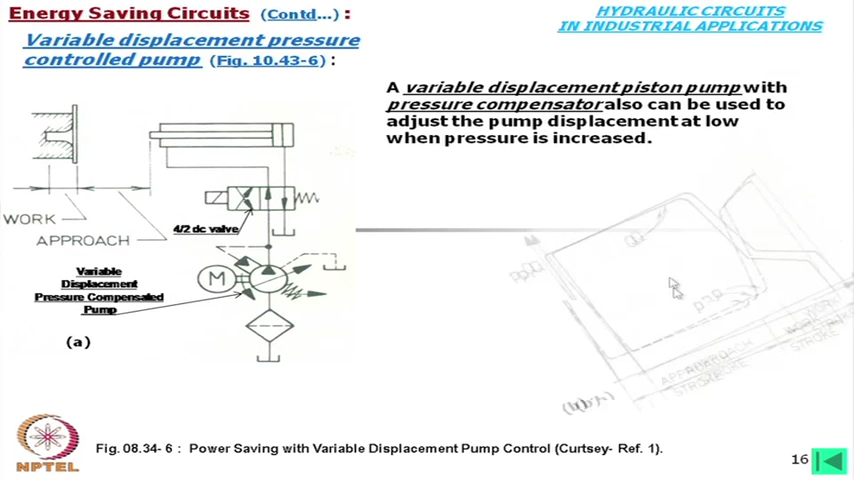 Energy Saving Circuits (Contd...) :
HYDRAULIC CIRCUITS
IN INDUSTRIAL APPLICATIONS
Variable displacement pressure
controlled pump (Fig. 10.43-6) :
A variable displacement piston pump with
pressure compensator also can be used to
adjust the pump displacement at low
when pressure is increased.
WORK
APPROACH
4/2 dc valve
Variable
Displacement
Pressure Compensated
Pump
M
(a)
NPTEL
Fig. 08.34- 6 : Power Saving with Variable Displacement Pump Control (Curtsey- Ref. 1).
16